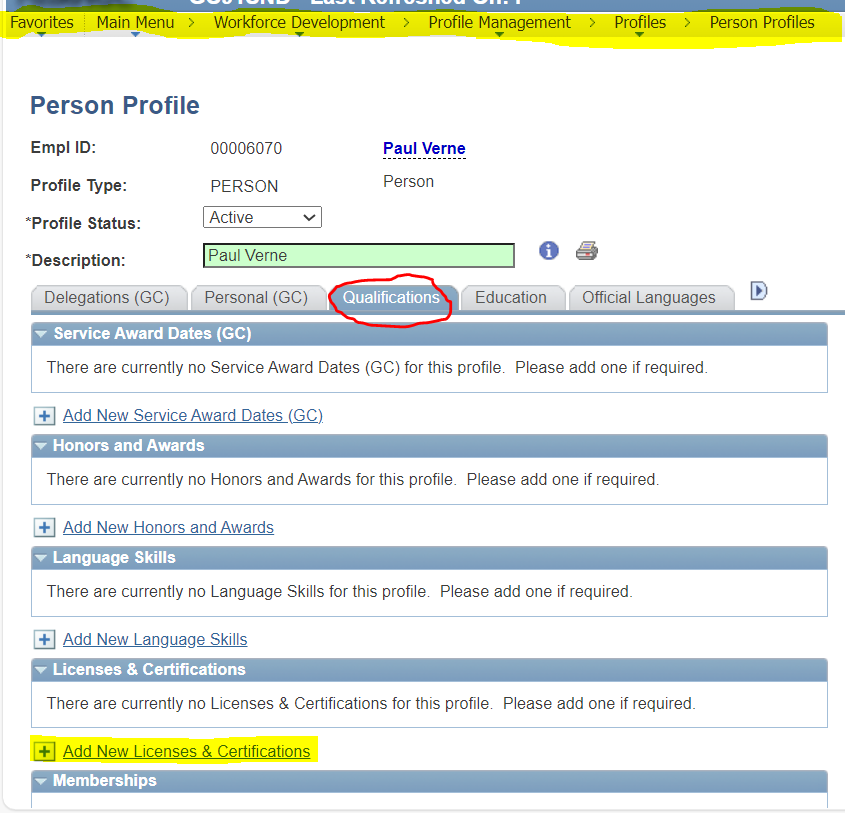 Favorites Main Menu > Workforce Development > Profile Management > Profiles > Person Profiles
Person Profile
Empl ID: 00006070 Paul Verne
Profile Type: PERSON Person
*Profile Status: Active
*Description: Paul Verne
Delegations (GC) Personal (GC) Qualifications Education Official Languages
Service Award Dates (GC)
There are currently no Service Award Dates (GC) for this profile. Please add one if required.
Add New Service Award Dates (GC)
Honors and Awards
There are currently no Honors and Awards for this profile. Please add one if required.
Add New Honors and Awards
Language Skills
There are currently no Language Skills for this profile. Please add one if required.
Add New Language Skills
Licenses & Certifications
There are currently no Licenses & Certifications for this profile. Please add one if required.
Add New Licenses & Certifications
Memberships